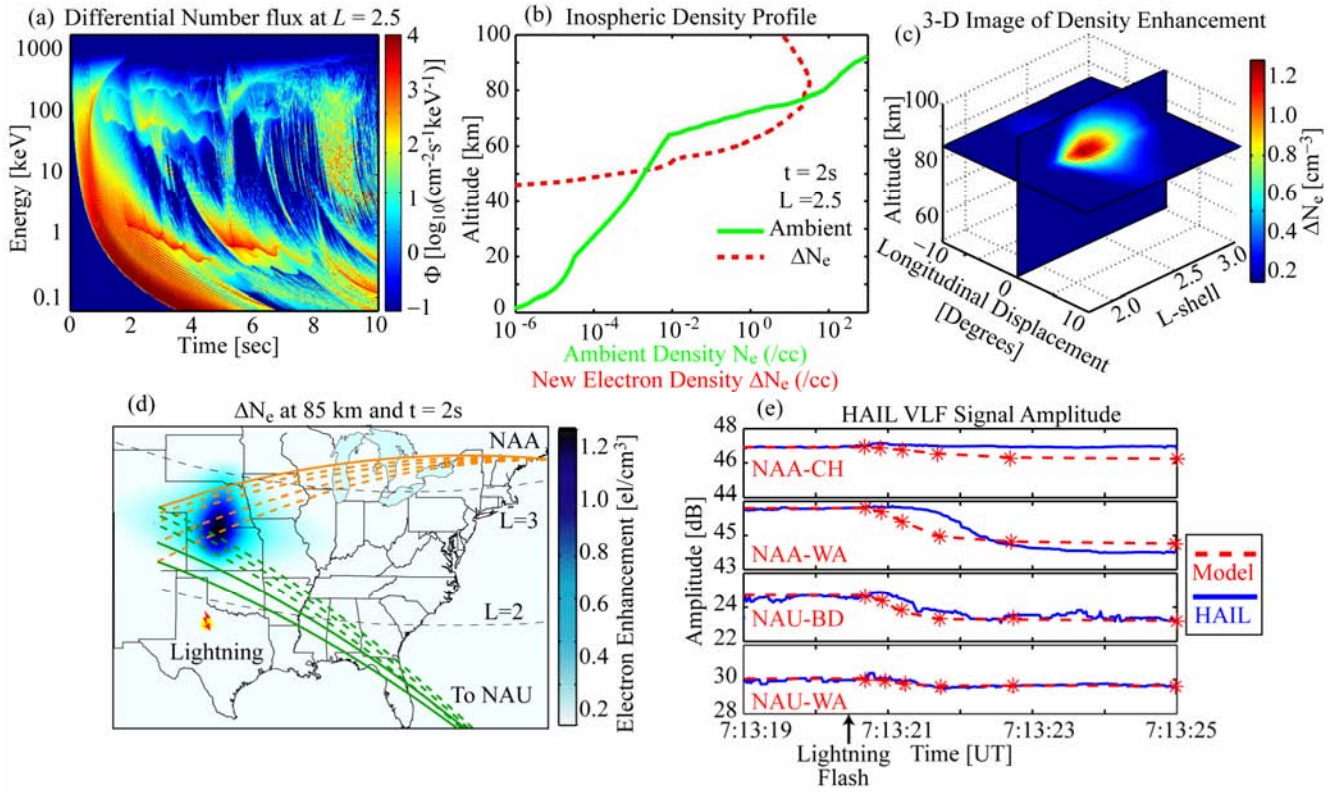 (a) Differential Number flux at L = 2.5
1000
100
10
1
0.1
Energy [keV]
0 2 4 6 8 10
Time [sec]
4
3
2
1
0
−1
Φ [log10(cm−2s−1keV−1)]
(b) Inospheric Density Profile
100
80
60
40
20
0
Altitude [km]
t = 2s
L =2.5
Ambient
ΔNe
10−6 10−4 10−2 100 102
Ambient Density Ne (/cc)
New Electron Density ΔNe (/cc)
(c) 3-D Image of Density Enhancement
100
80
60
Altitude [km]
−10
0
10
Longitudinal Displacement
[Degrees]
2.0
2.5
3.0
L-shell
1.2
1.0
0.8
0.6
0.4
0.2
ΔNe [cm−3]
(d) ΔNe at 85 km and t = 2s
NAA
L=3
L=2
Lightning
To NAU
1.2
1.0
0.8
0.6
0.4
0.2
Electron Enhancement [el/cm3]
(e) HAIL VLF Signal Amplitude
48
46
44
NAA-CH
45
43
NAA-WA
24
22
NAU-BD
30
28
NAU-WA
Amplitude [dB]
7:13:19 7:13:21 7:13:23 7:13:25
Lightning
Flash
Time [UT]
Model
HAIL